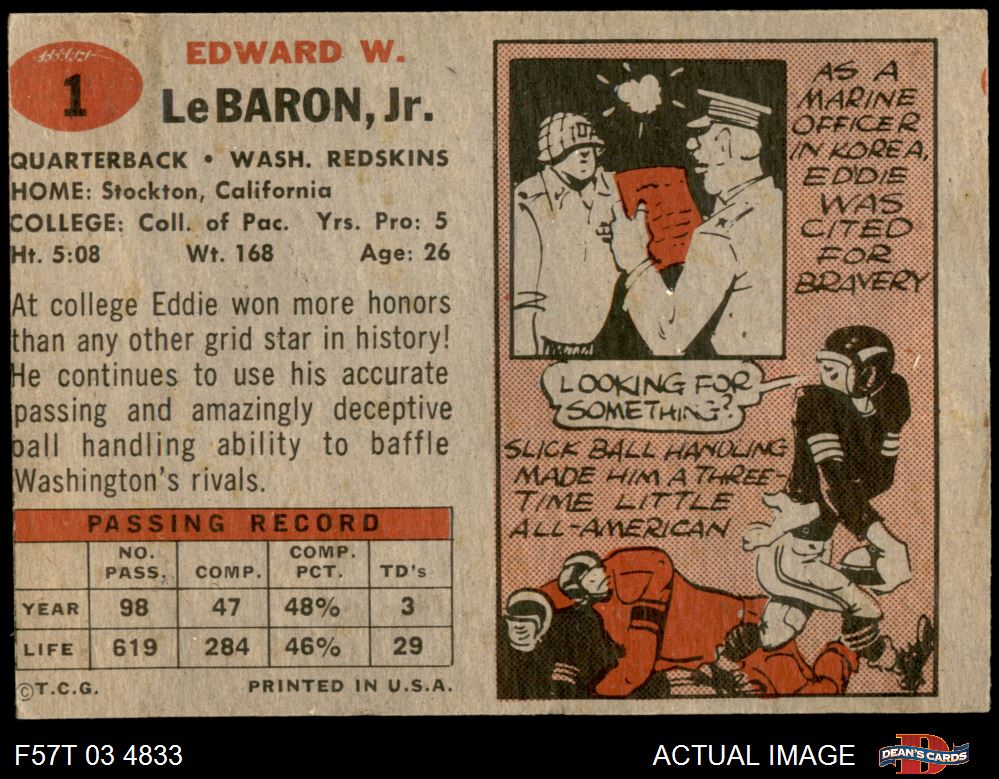 1
EDWARD W.
LeBARON, Jr.
QUARTERBACK • WASH. REDSKINS
HOME: Stockton, California
COLLEGE: Coll. of Pac. Yrs. Pro: 5
Ht. 5:08 Wt. 168 Age: 26
At college Eddie won more honors
than any other grid star in history!
He continues to use his accurate
passing and amazingly deceptive
ball handling ability to baffle
Washington's rivals.
PASSING RECORD
NO. PASS. COMP. COMP. PCT. TD's
YEAR 98 47 48% 3
LIFE 619 284 46% 29
©T.C.G. PRINTED IN U.S.A.
AS A
MARINE
OFFICER
IN KOREA,
EDDIE
WAS
CITED
FOR
BRAVERY
LOOKING FOR
SOMETHING?
SLICK BALL HANDLING
MADE HIM A THREE-
TIME LITTLE
ALL-AMERICAN
F57T 03 4833 ACTUAL IMAGE
DEAN'S CARDS